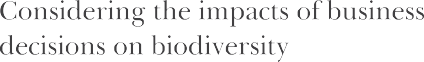 Considering the impacts of business
decisions on biodiversity